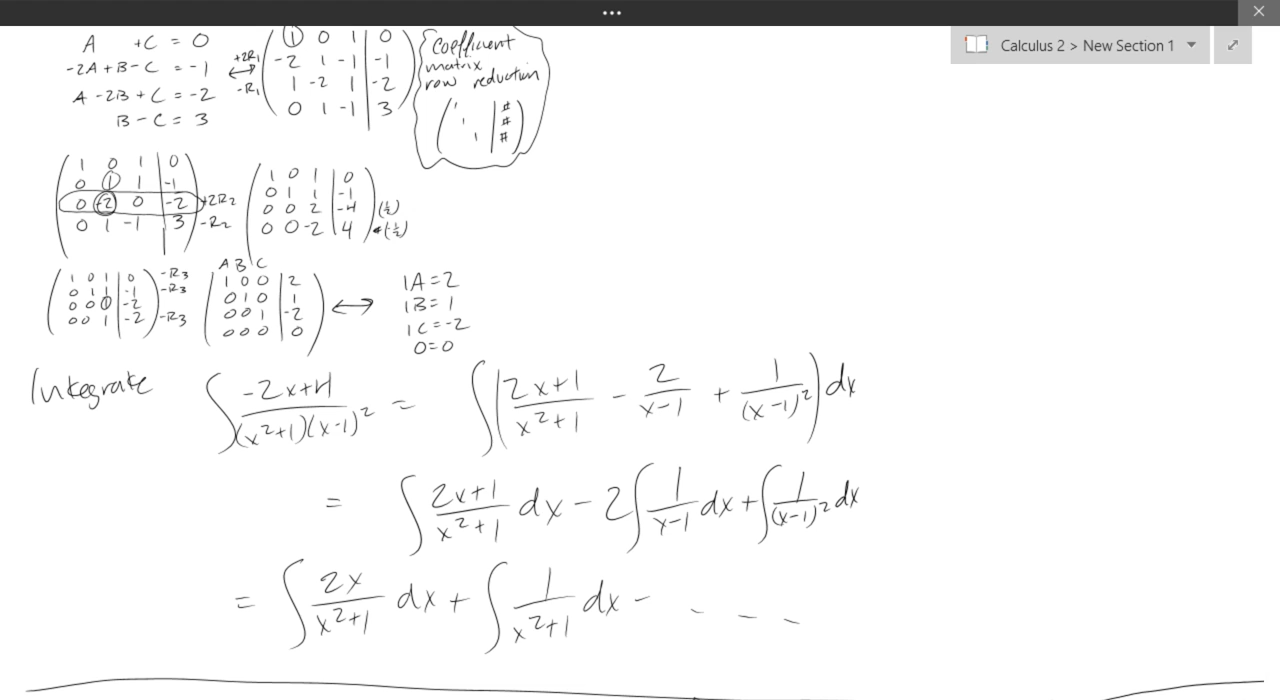 Calculus 2 > New Section 1
A +C = 0
-2A + B - C = -1
A - 2B + C = -2
B - C = 3
+2R₁
↔
-R₁
1 0 1 | 0
-2 1 -1 | -1
1 -2 1 | -2
0 1 -1 | 3
coefficient
matrix
row reduction
1 | #
1 | #
1 | #
1 0 1 | 0
0 1 1 | -1
0 -2 0 | -2 +2R₂
0 1 -1 | 3 -R₂
1 0 1 | 0
0 1 1 | -1
0 0 2 | -4 (½)
0 0 -2 | 4 (-½)
1 0 1 | 0 -R₃
0 1 1 | -1 -R₃
0 0 1 | -2
0 0 1 | -2 -R₃
A B C
1 0 0 | 2
0 1 0 | 1
0 0 1 | -2
0 0 0 | 0
↔
1A = 2
1B = 1
1C = -2
0 = 0
Integrate ∫ (-2x+4)/((x²+1)(x-1)²) = ∫ ((2x+1)/(x²+1) - 2/(x-1) + 1/(x-1)²) dx
= ∫ (2x+1)/(x²+1) dx - 2∫ 1/(x-1) dx + ∫ 1/(x-1)² dx
= ∫ 2x/(x²+1) dx + ∫ 1/(x²+1) dx - - - -